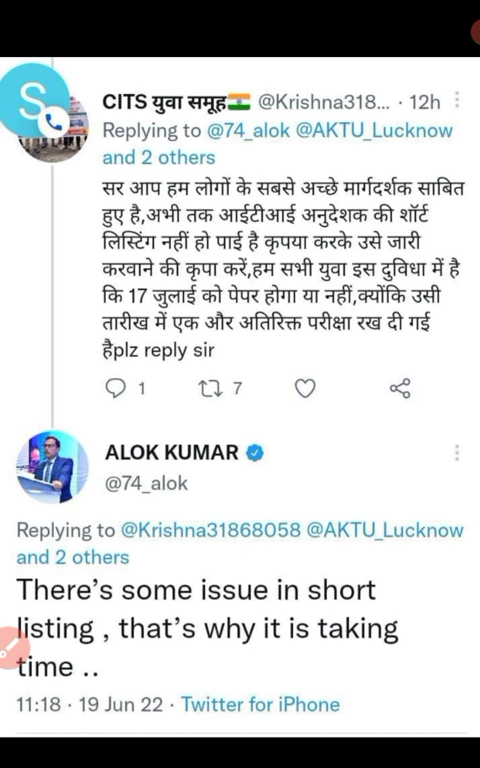 S
CITS युवा समूह🇮🇳 @Krishna318... · 12h
Replying to @74_alok @AKTU_Lucknow
and 2 others
सर आप हम लोगों के सबसे अच्छे मार्गदर्शक साबित
हुए है,अभी तक आईटीआई अनुदेशक की शॉर्ट
लिस्टिंग नहीं हो पाई है कृपया करके उसे जारी
करवाने की कृपा करें,हम सभी युवा इस दुविधा में है
कि 17 जुलाई को पेपर होगा या नहीं,क्योंकि उसी
तारीख में एक और अतिरिक्त परीक्षा रख दी गई
हैplz reply sir
1 7
ALOK KUMAR
@74_alok
Replying to @Krishna31868058 @AKTU_Lucknow
and 2 others
There's some issue in short
listing , that's why it is taking
time ..
11:18 · 19 Jun 22 · Twitter for iPhone